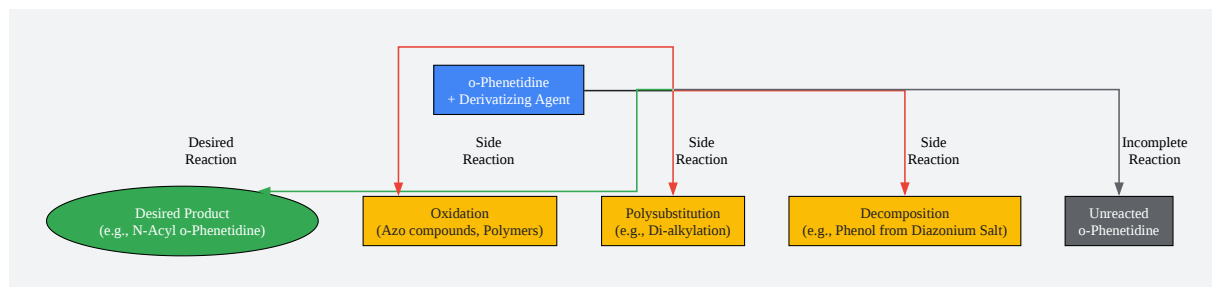 o-Phenetidine
+ Derivatizing Agent
Desired
Reaction
Side
Reaction
Side
Reaction
Side
Reaction
Incomplete
Reaction
Desired Product
(e.g., N-Acyl o-Phenetidine)
Oxidation
(Azo compounds, Polymers)
Polysubstitution
(e.g., Di-alkylation)
Decomposition
(e.g., Phenol from Diazonium Salt)
Unreacted
o-Phenetidine